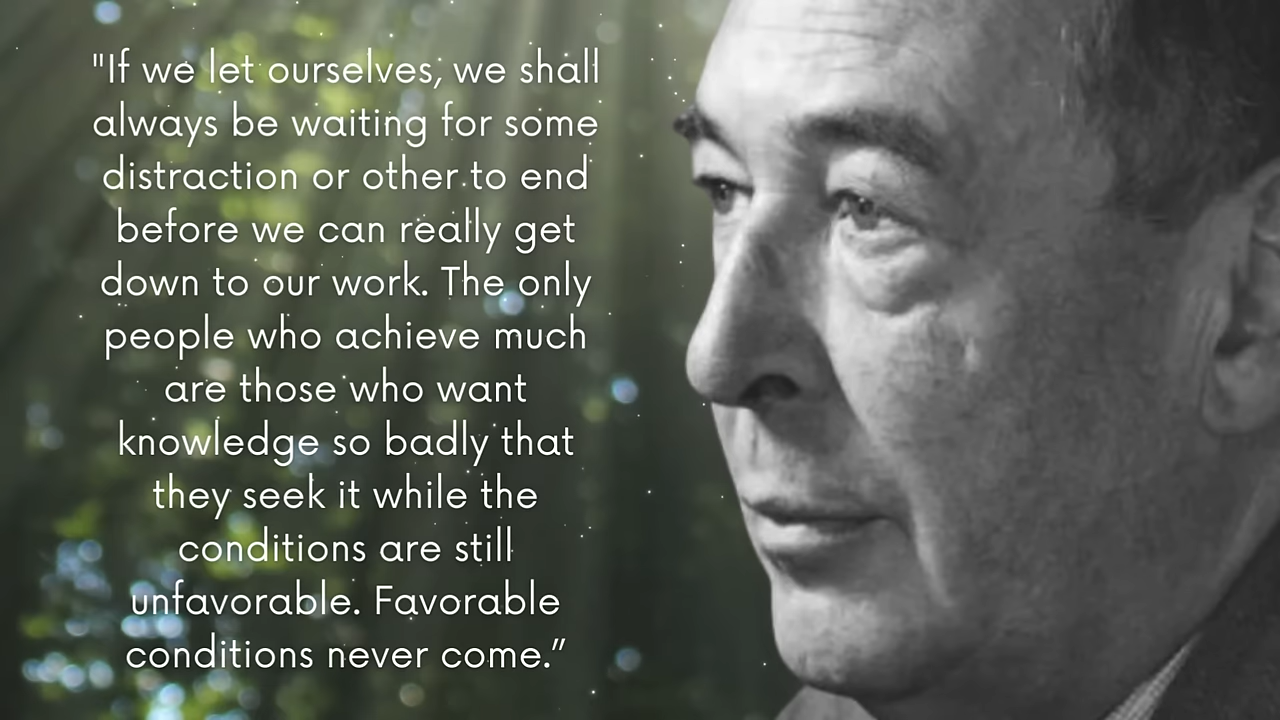 "If we let ourselves, we shall
always be waiting for some
distraction or other to end
before we can really get
down to our work. The only
people who achieve much
are those who want
knowledge so badly that
they seek it while the
conditions are still
unfavorable. Favorable
conditions never come.”